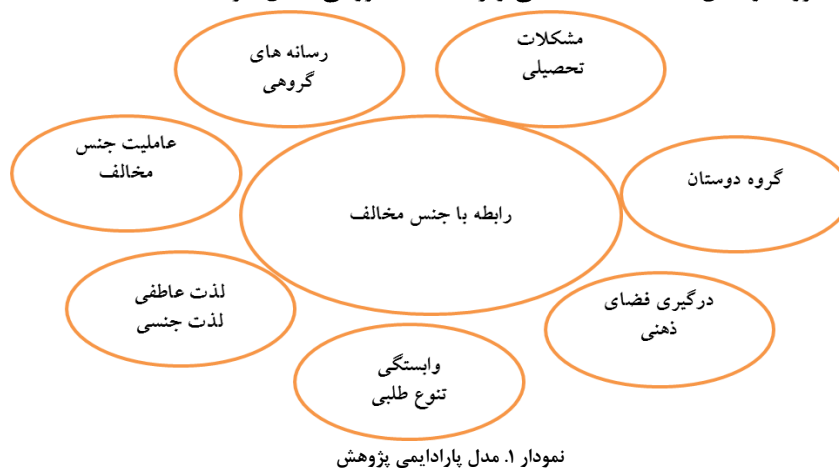 مشکلات
تحصیلی
رسانه های
گروهی
عاملیت جنس
مخالف
گروه دوستان
رابطه با جنس مخالف
لذت عاطفی
لذت جنسی
درگیری فضای
ذهنی
وابستگی
تنوع طلبی
نمودار ۱. مدل پارادایمی پژوهش